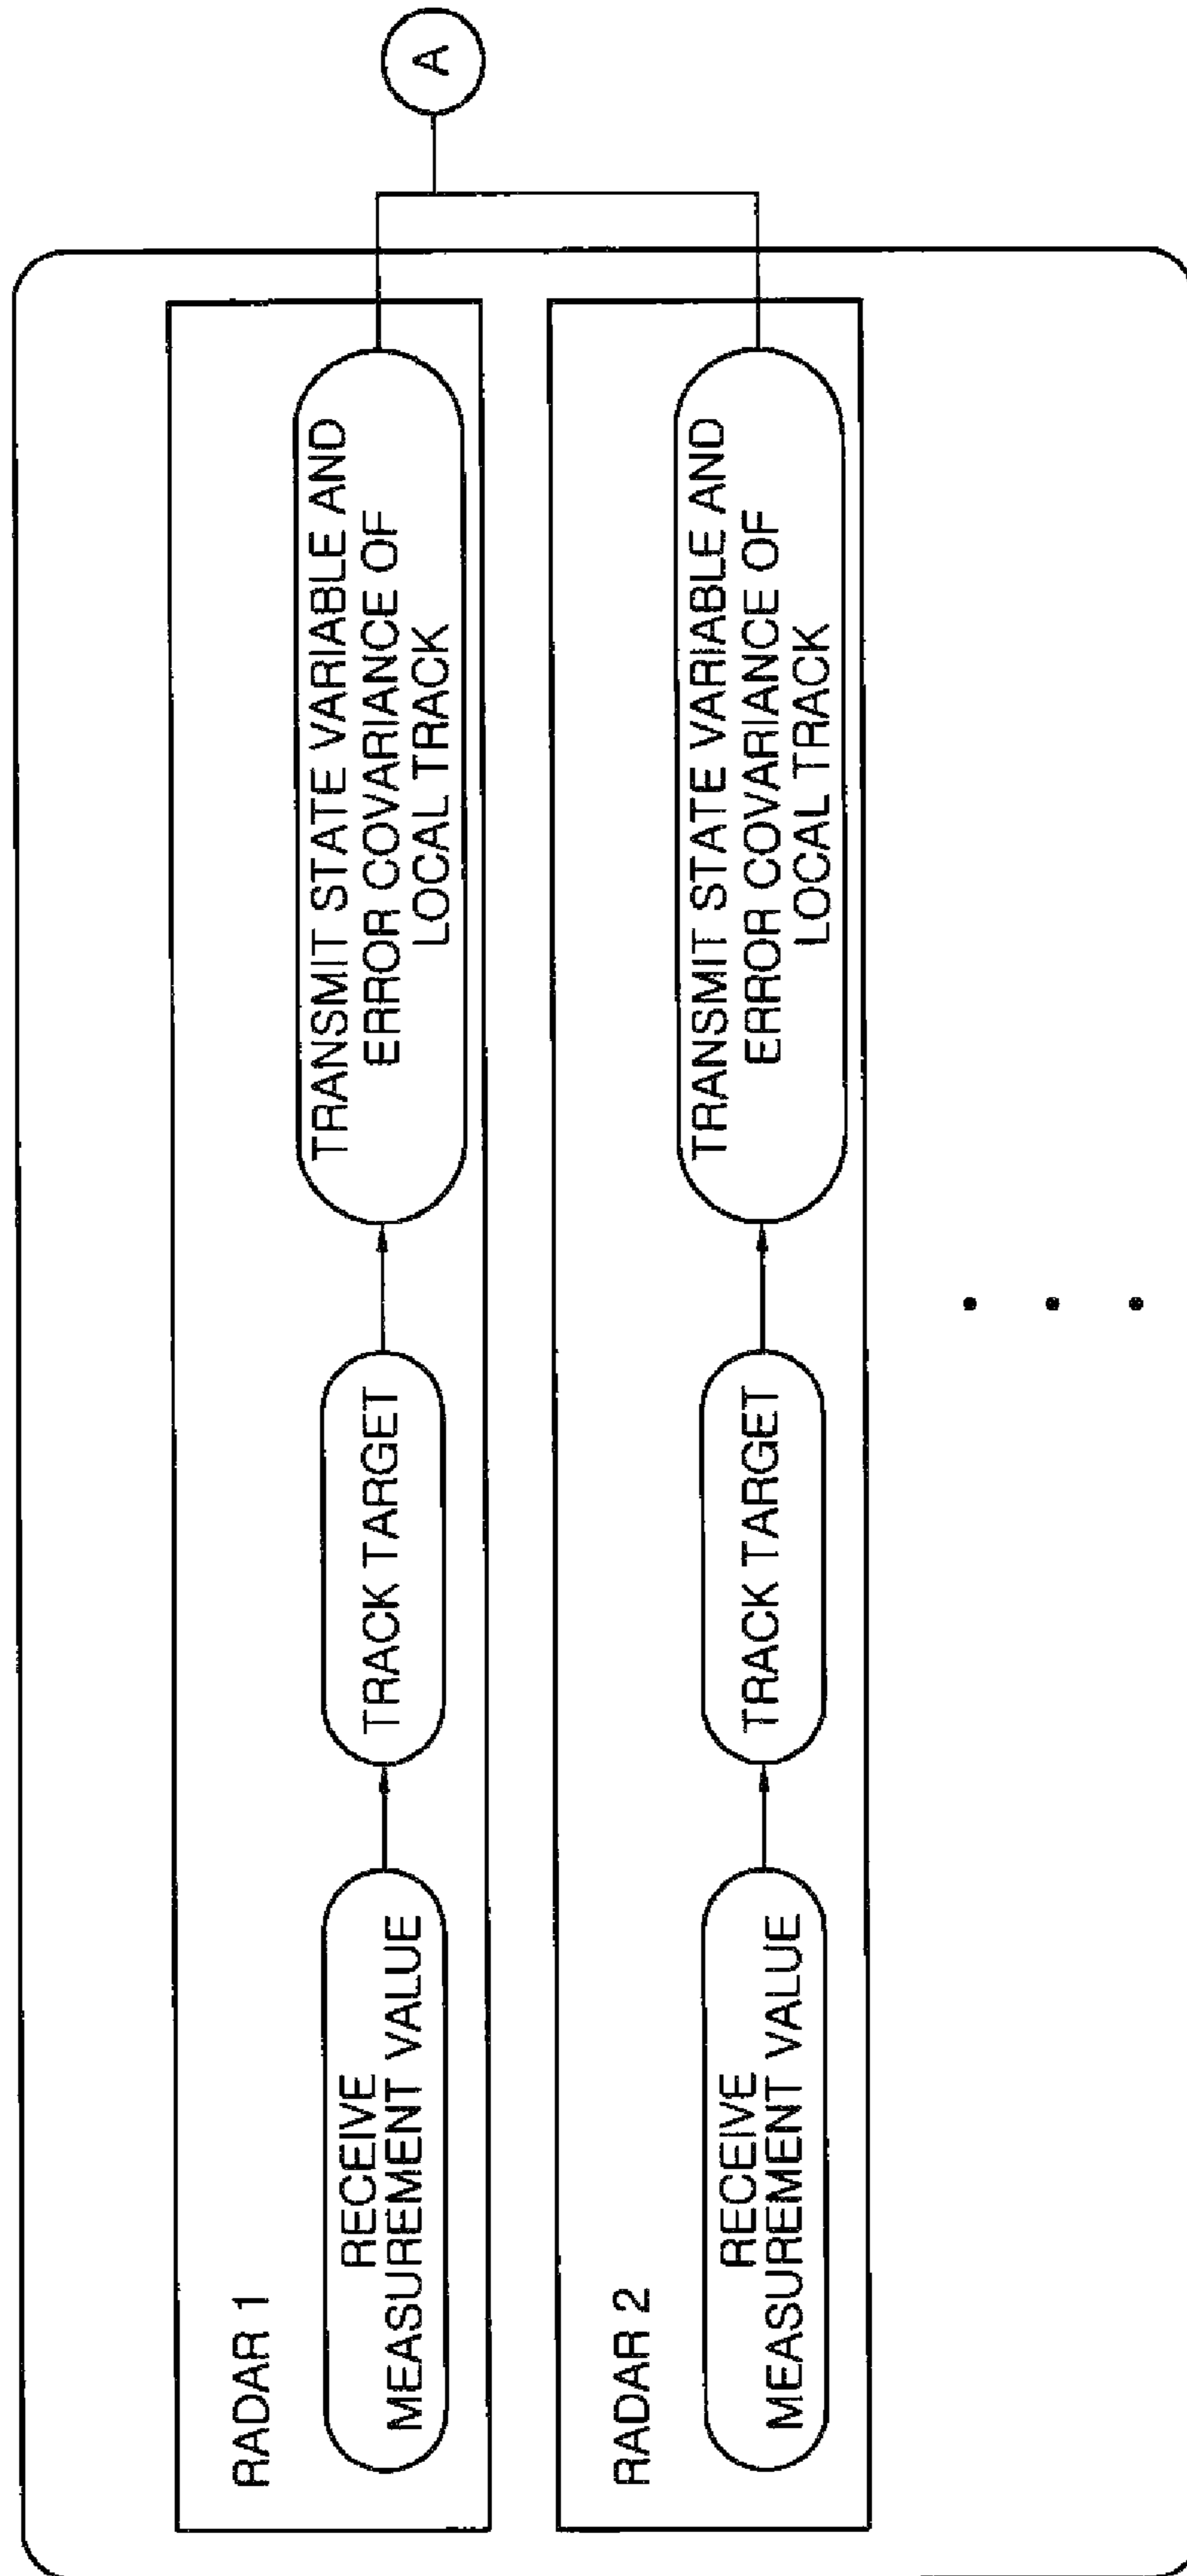 RADAR 1
RECEIVE
MEASUREMENT VALUE
TRACK TARGET
TRANSMIT STATE VARIABLE AND
ERROR COVARIANCE OF
LOCAL TRACK
RADAR 2
RECEIVE
MEASUREMENT VALUE
TRACK TARGET
TRANSMIT STATE VARIABLE AND
ERROR COVARIANCE OF
LOCAL TRACK
A